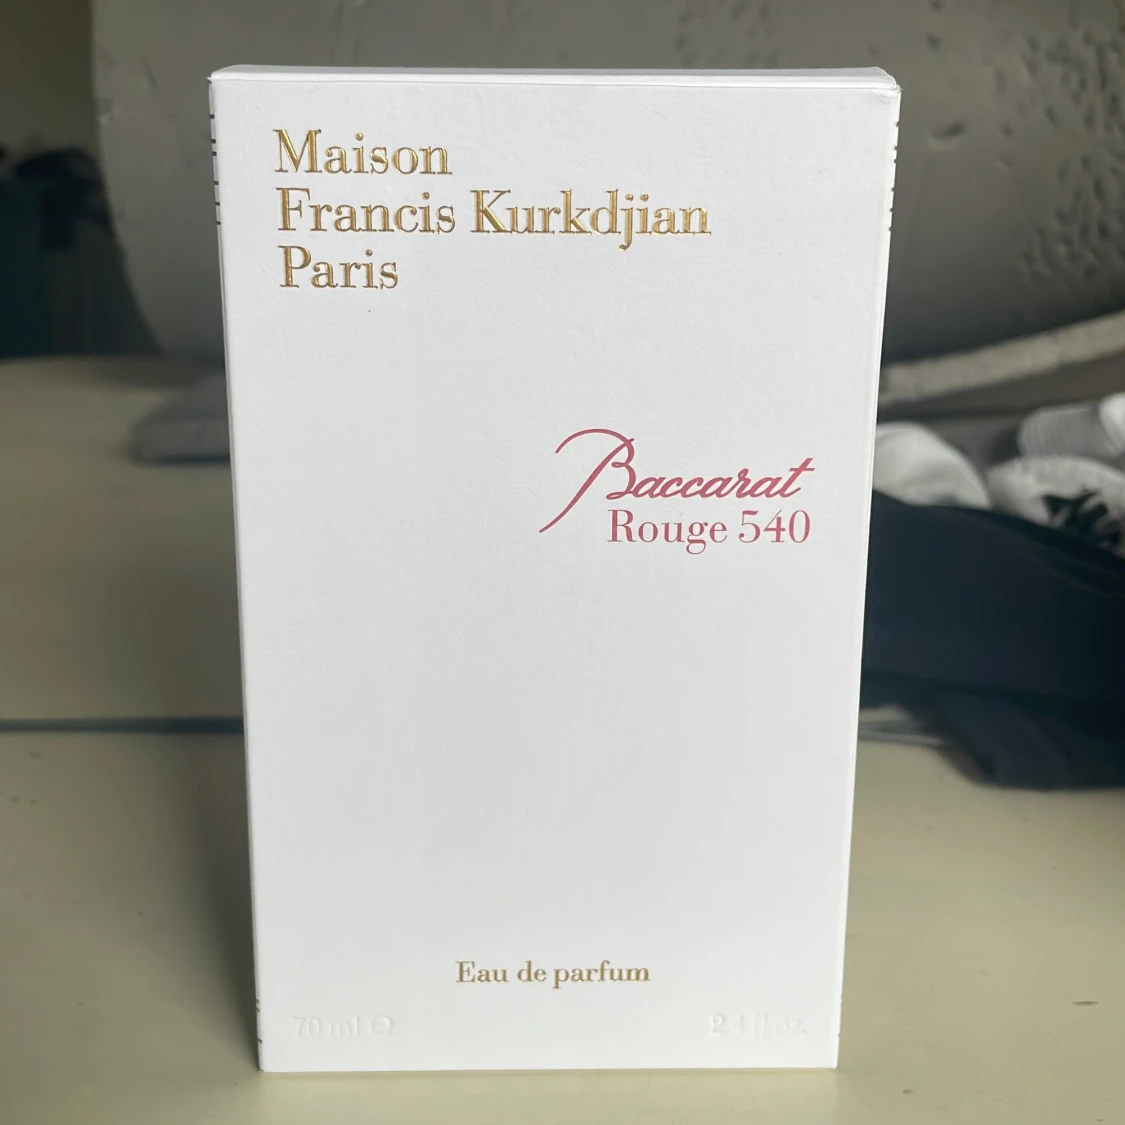 Maison
Francis Kurkdjian
Paris
Baccarat
Rouge 540
Eau de parfum
70 ml ℮ 2.4 fl.oz.